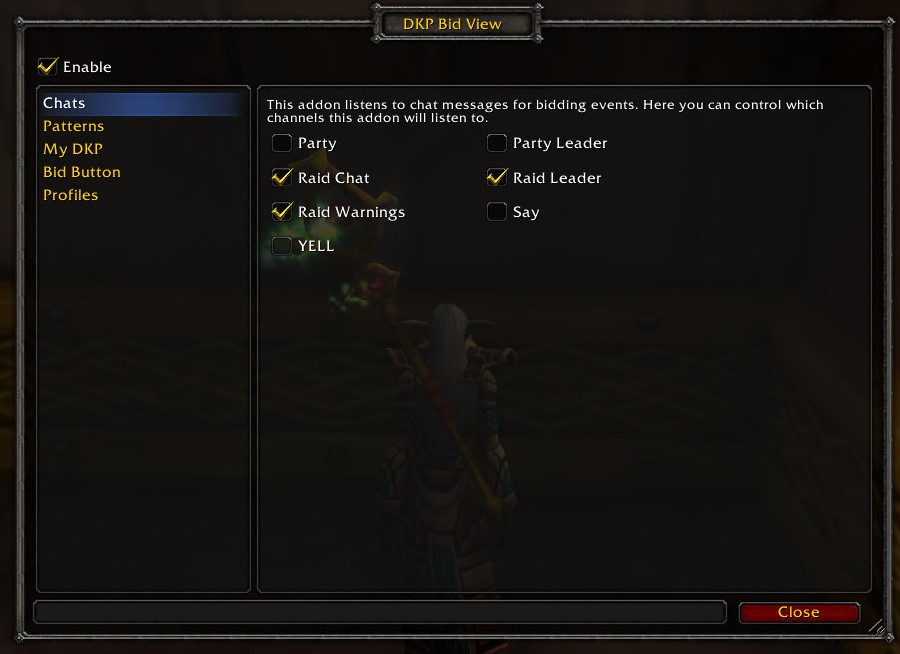 DKP Bid View
Enable
Chats
Patterns
My DKP
Bid Button
Profiles
This addon listens to chat messages for bidding events. Here you can control which
channels this addon will listen to.
Party
Party Leader
Raid Chat
Raid Leader
Raid Warnings
Say
YELL
Close